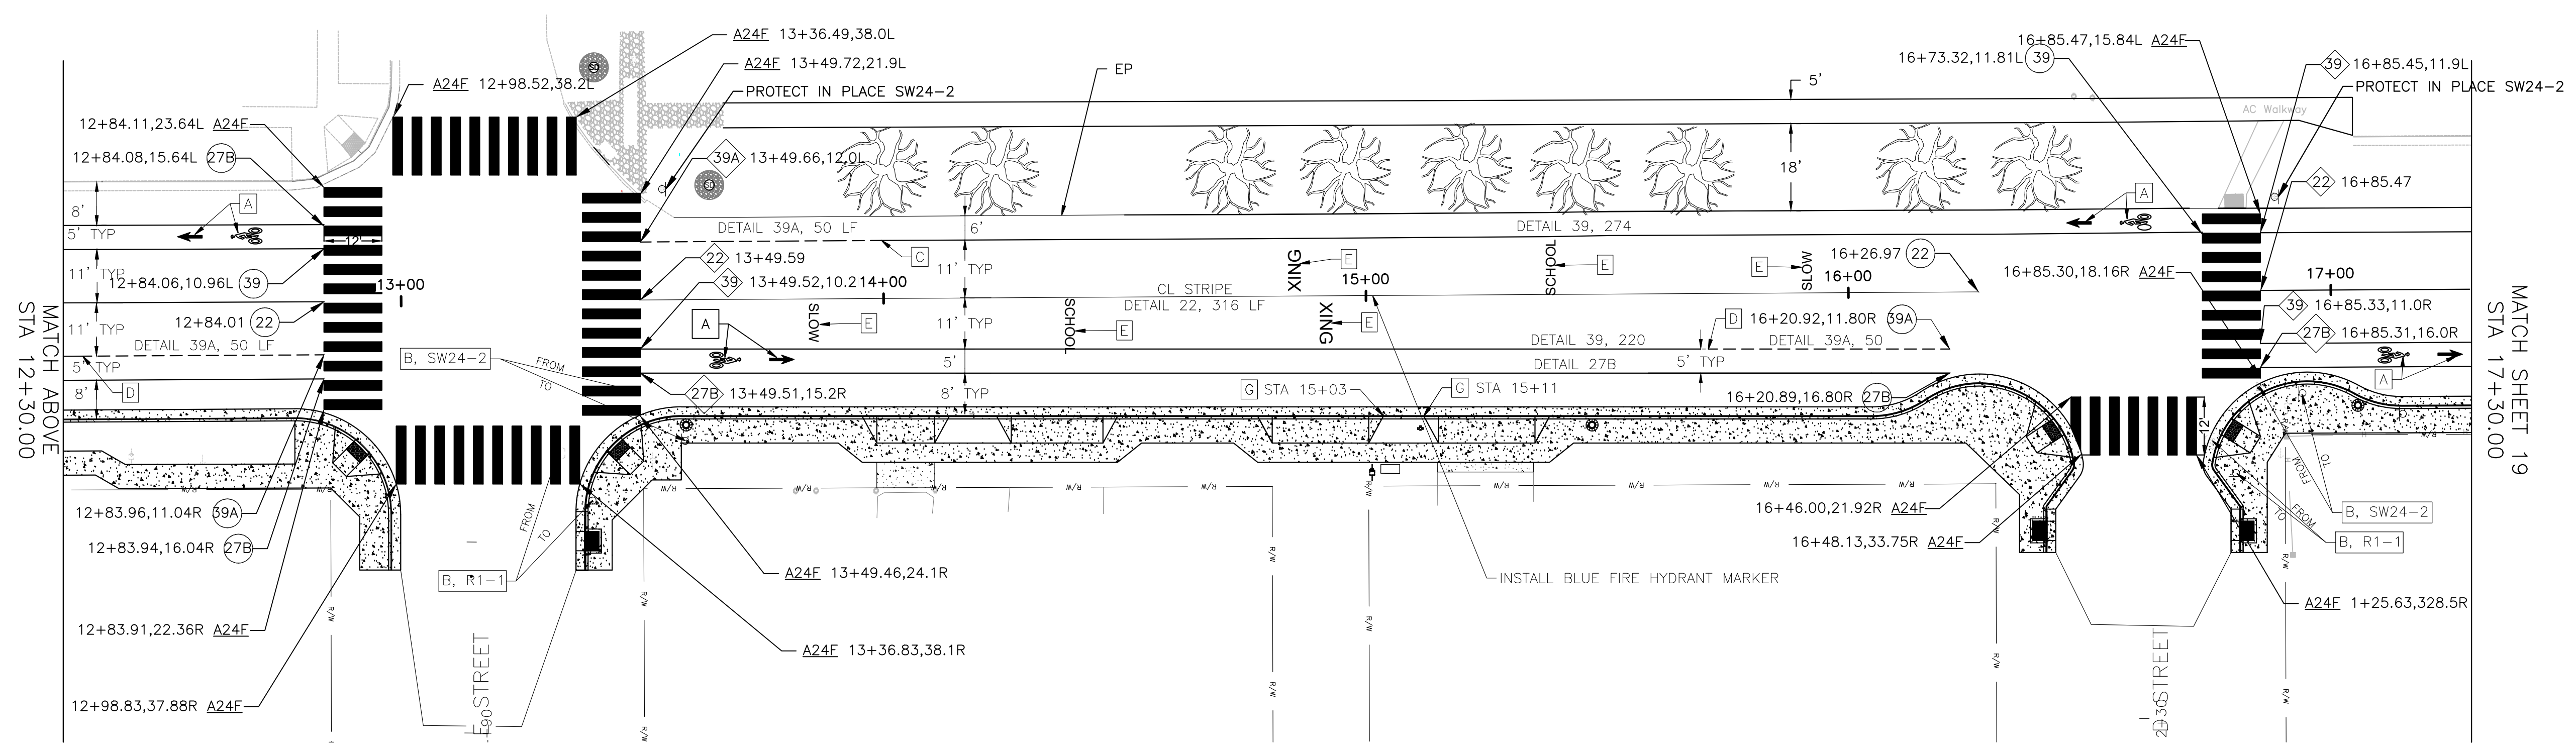 A24F 13+36.49,38.0L
A24F 13+49.72,21.9L
PROTECT IN PLACE SW24-2
A24F 12+98.52,38.2L
EP
5'
16+85.47,15.84L A24F
16+73.32,11.81L 39
39 16+85.45,11.9L
PROTECT IN PLACE SW24-2
AC Walkway
12+84.11,23.64L A24F
12+84.08,15.64L 27B
39A 13+49.66,12.0L
SD
SD
18'
22 16+85.47
A
A
8'
5' TYP
12'
DETAIL 39A, 50 LF
6'
DETAIL 39, 274
C
11' TYP
12+84.06,10.96L 39
13+00
22 13+49.59
39 13+49.52,10.2
14+00
11' TYP
XING
E
SCHOOL
E
E
SLOW
16+26.97 22
16+00
15+00
16+85.30,18.16R A24F
17+00
CL STRIPE
DETAIL 22, 316 LF
12+84.01 22
11' TYP
DETAIL 39A, 50 LF
5' TYP
8'
D
A
SLOW
E
SCHOOL
E
11' TYP
XING
E
D 16+20.92,11.80R 39A
39 16+85.33,11.0R
27B 16+85.31,16.0R
DETAIL 39, 220
DETAIL 39A, 50
DETAIL 27B
5' TYP
5'
8' TYP
B, SW24-2
FROM
TO
27B 13+49.51,15.2R
G STA 15+03
G STA 15+11
16+20.89,16.80R 27B
A
12'
MATCH ABOVE
STA 12+30.00
MATCH SHEET 19
STA 17+30.00
R/W
R/W
R/W
R/W
R/W
R/W
R/W
R/W
R/W
R/W
R/W
12+83.96,11.04R 39A
12+83.94,16.04R 27B
FROM
TO
16+46.00,21.92R A24F
16+48.13,33.75R A24F
FROM
TO
B, SW24-2
FROM
TO
B, R1-1
B, R1-1
A24F 13+49.46,24.1R
INSTALL BLUE FIRE HYDRANT MARKER
A24F 1+25.63,328.5R
12+83.91,22.36R A24F
A24F 13+36.83,38.1R
12+98.83,37.88R A24F
R/W
R/W
R/W
R/W
R/W
R/W
R/W
R/W
R/W
R/W
R/W
E STREET
D STREET
2+30